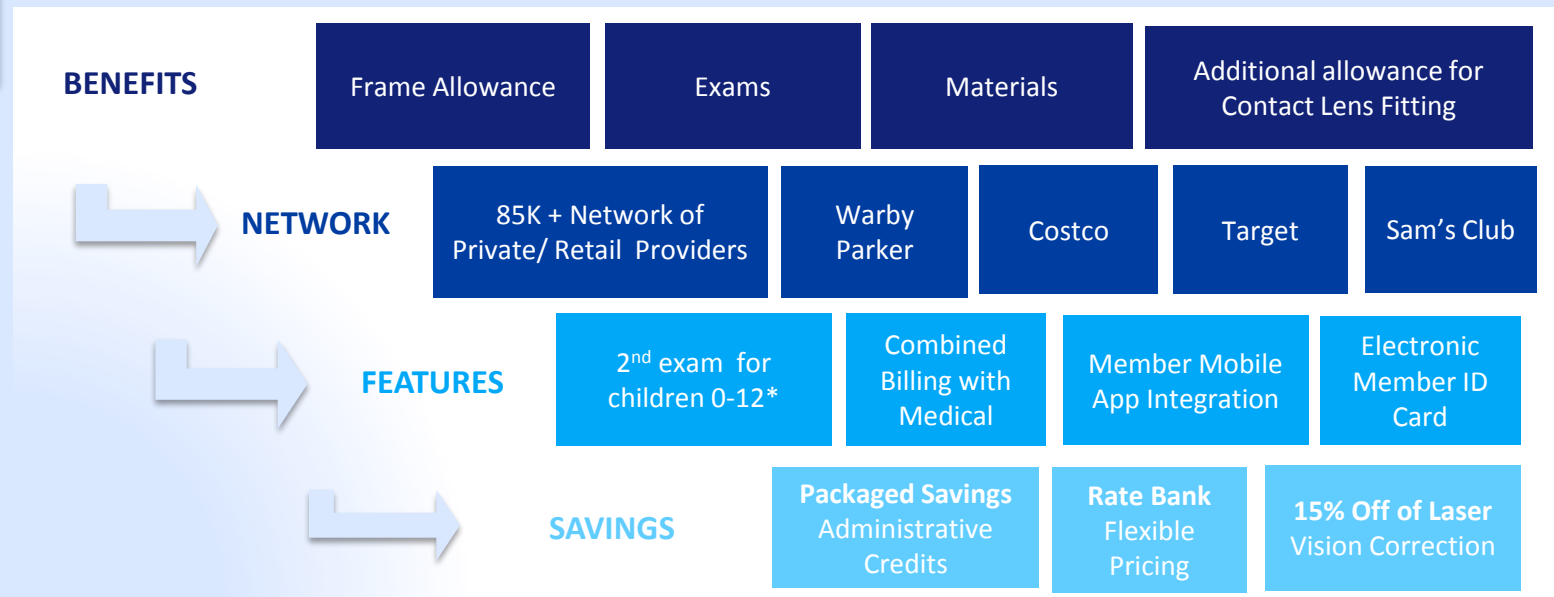 BENEFITS
Frame Allowance
Exams
Materials
Additional allowance for
Contact Lens Fitting
NETWORK
85K + Network of
Private/ Retail Providers
Warby
Parker
Costco
Target
Sam’s Club
FEATURES
2nd exam for
children 0-12*
Combined
Billing with
Medical
Member Mobile
App Integration
Electronic
Member ID
Card
SAVINGS
Packaged Savings
Administrative
Credits
Rate Bank
Flexible
Pricing
15% Off of Laser
Vision Correction